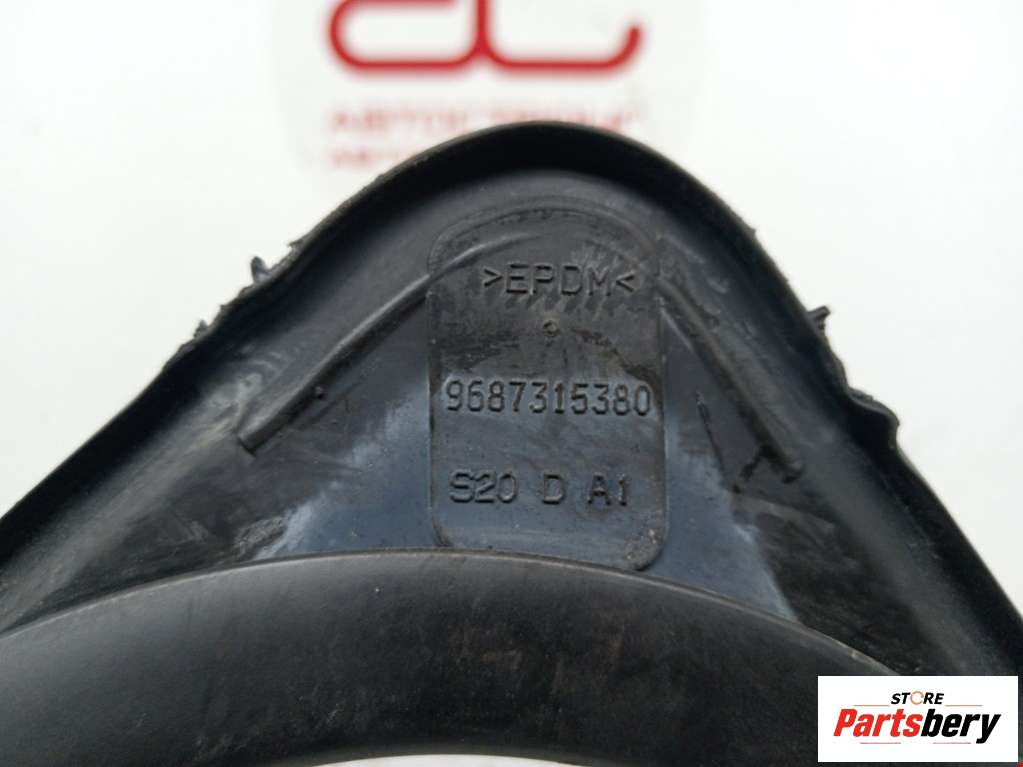 >EPDM<
9687315380
S20 D A1
STORE
Partsbery